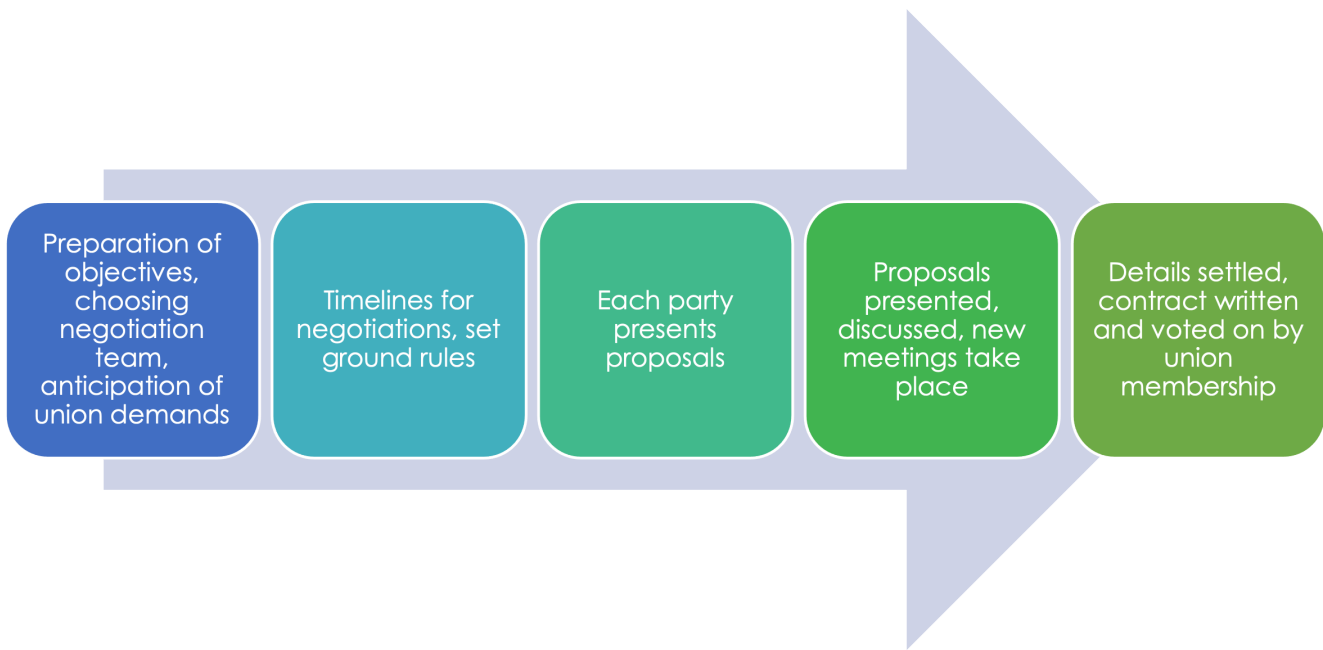 Preparation of
objectives,
choosing
negotiation
team,
anticipation of
union demands
Timelines for
negotiations, set
ground rules
Each party
presents
proposals
Proposals
presented,
discussed, new
meetings take
place
Details settled,
contract written
and voted on by
union
membership